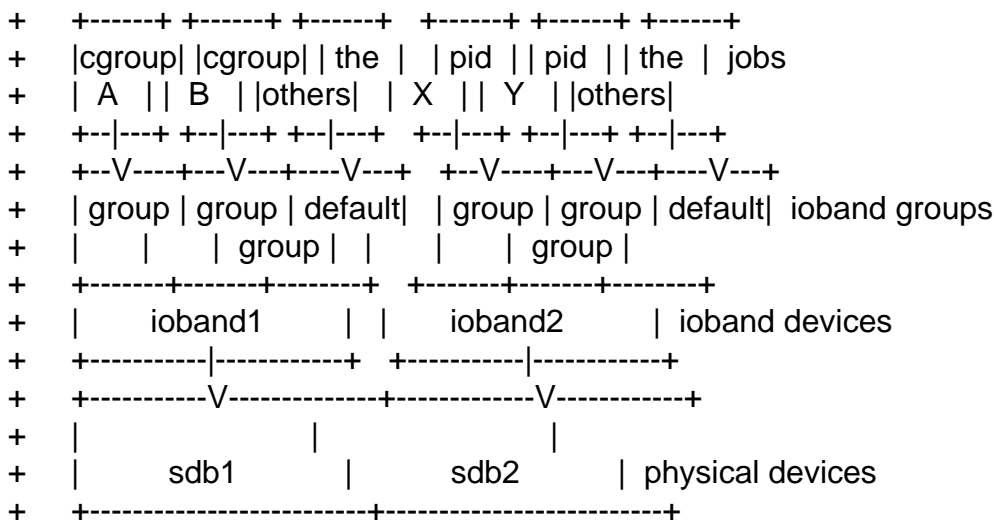 + +------+ +------+ +------+ +------+ +------+ +------+
+ |cgroup| |cgroup| | the | | pid | | pid | | the | jobs
+ | A | | B | |others| | X | | Y | |others|
+ +--|---+ +--|---+ +--|---+ +--|---+ +--|---+ +--|---+
+ +--V----+---V---+----V---+ +--V----+---V---+----V---+
+ | group | group | default| | group | group | default| ioband groups
+ | | | group | | | | group |
+ +-------+-------+--------+ +-------+-------+--------+
+ | ioband1 | | ioband2 | ioband devices
+ +-----------|------------+ +-----------|------------+
+ +-----------V--------------+-------------V------------+
+ | | |
+ | sdb1 | sdb2 | physical devices
+ +--------------------------+--------------------------+